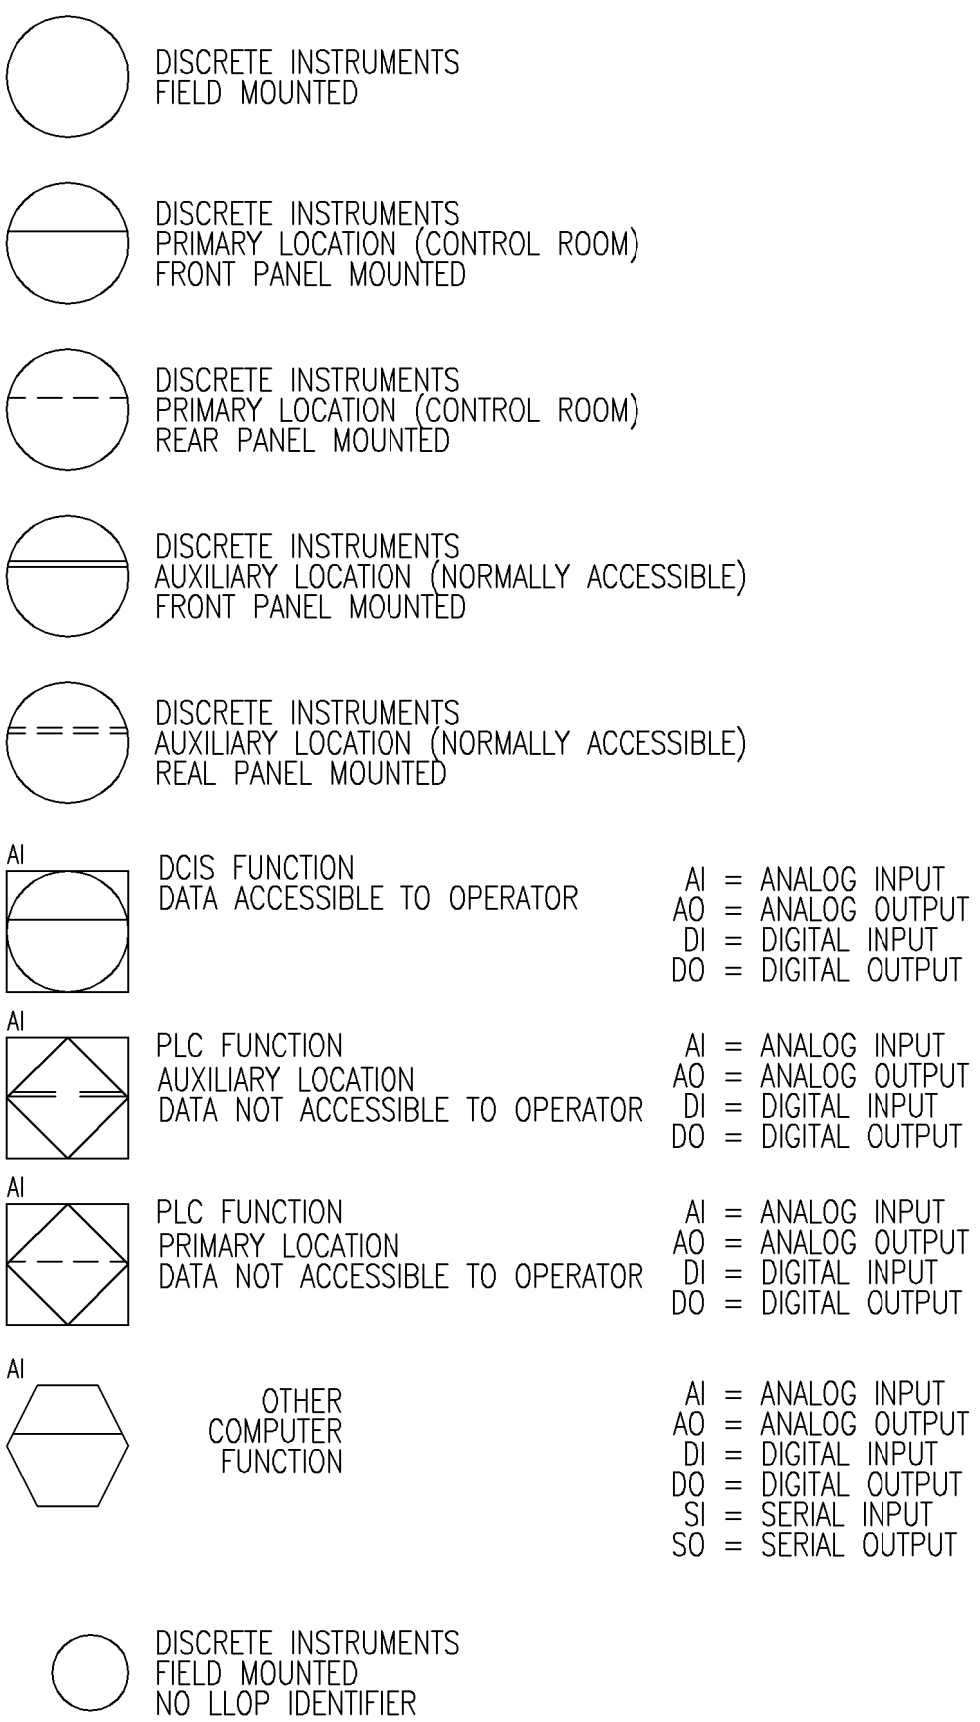 DISCRETE INSTRUMENTS
FIELD MOUNTED
DISCRETE INSTRUMENTS
PRIMARY LOCATION (CONTROL ROOM)
FRONT PANEL MOUNTED
DISCRETE INSTRUMENTS
PRIMARY LOCATION (CONTROL ROOM)
REAR PANEL MOUNTED
DISCRETE INSTRUMENTS
AUXILIARY LOCATION (NORMALLY ACCESSIBLE)
FRONT PANEL MOUNTED
DISCRETE INSTRUMENTS
AUXILIARY LOCATION (NORMALLY ACCESSIBLE)
REAL PANEL MOUNTED
AI
DCIS FUNCTION
DATA ACCESSIBLE TO OPERATOR
AI = ANALOG INPUT
AO = ANALOG OUTPUT
DI = DIGITAL INPUT
DO = DIGITAL OUTPUT
AI
PLC FUNCTION
AUXILIARY LOCATION
DATA NOT ACCESSIBLE TO OPERATOR
AI = ANALOG INPUT
AO = ANALOG OUTPUT
DI = DIGITAL INPUT
DO = DIGITAL OUTPUT
AI
PLC FUNCTION
PRIMARY LOCATION
DATA NOT ACCESSIBLE TO OPERATOR
AI = ANALOG INPUT
AO = ANALOG OUTPUT
DI = DIGITAL INPUT
DO = DIGITAL OUTPUT
AI
OTHER
COMPUTER
FUNCTION
AI = ANALOG INPUT
AO = ANALOG OUTPUT
DI = DIGITAL INPUT
DO = DIGITAL OUTPUT
SI = SERIAL INPUT
SO = SERIAL OUTPUT
DISCRETE INSTRUMENTS
FIELD MOUNTED
NO LLOP IDENTIFIER